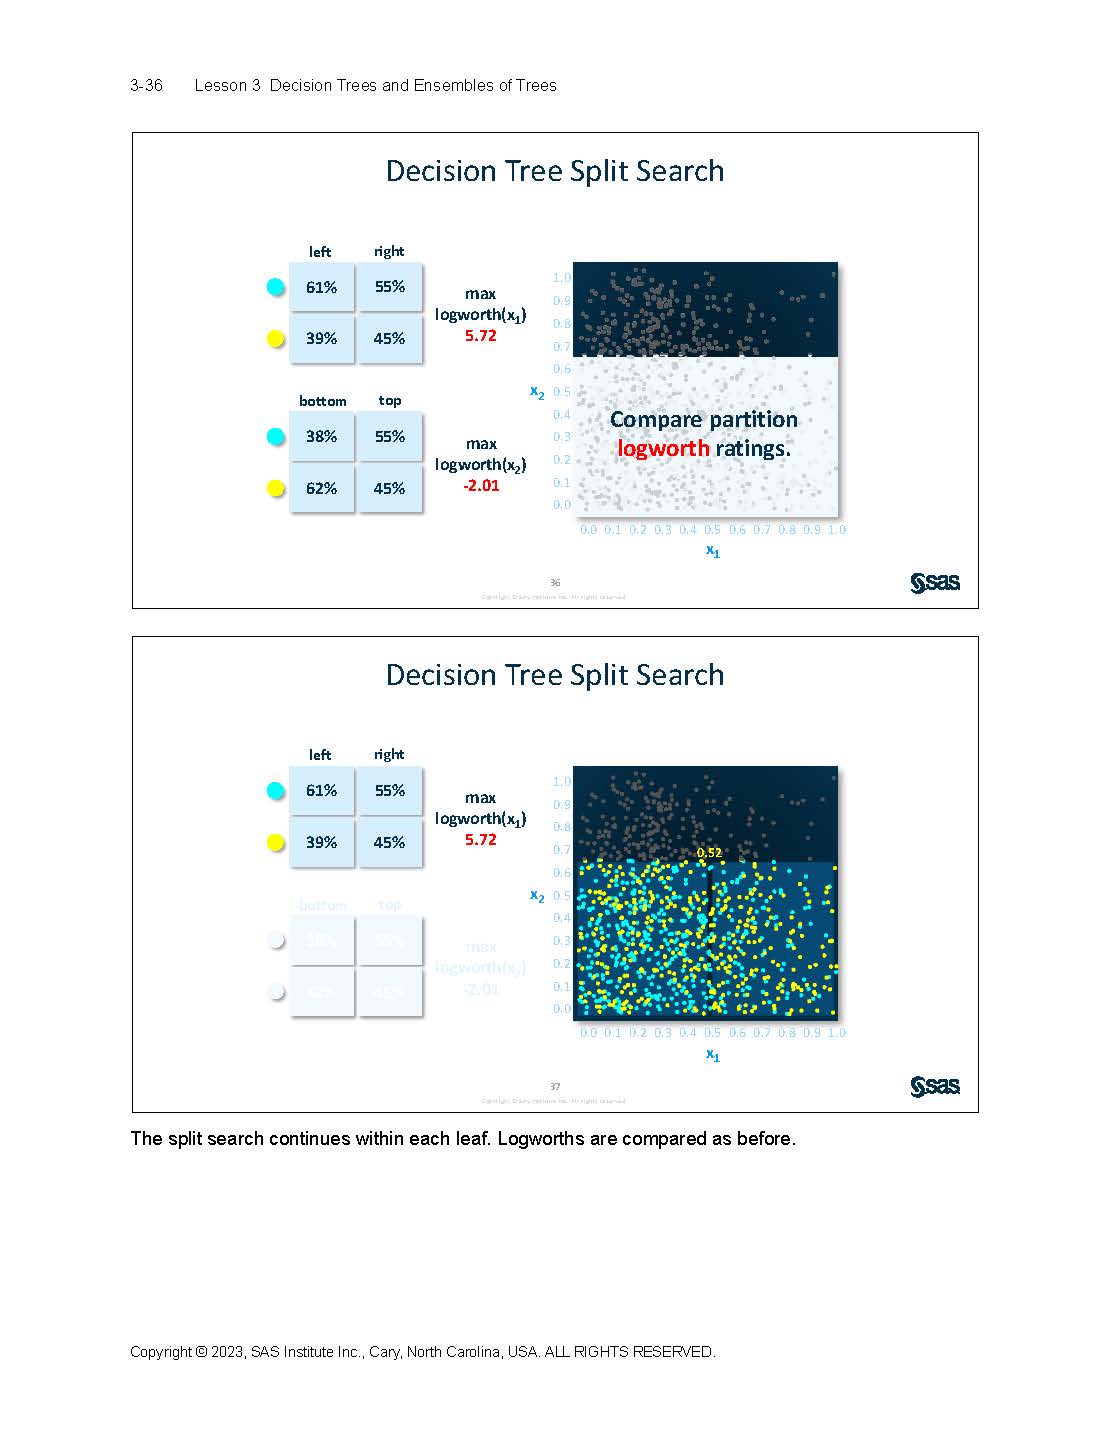 3-36 Lesson 3 Decision Trees and Ensembles of Trees
Decision Tree Split Search
left right
61% 55%
39% 45%
max
logworth(x1)
5.72
bottom top
38% 55%
62% 45%
max
logworth(x2)
-2.01
1.0
0.9
0.8
0.7
0.6
x2 0.5
0.4
0.3
0.2
0.1
0.0
Compare partition
logworth ratings.
0.0 0.1 0.2 0.3 0.4 0.5 0.6 0.7 0.8 0.9 1.0
x1
36
Copyright © SAS Institute Inc. All rights reserved.
sas
Decision Tree Split Search
left right
61% 55%
39% 45%
max
logworth(x1)
5.72
bottom top
38% 55%
62% 45%
max
logworth(x2)
-2.01
1.0
0.9
0.8
0.7
0.6
x2 0.5
0.4
0.3
0.2
0.1
0.0
0.52
0.0 0.1 0.2 0.3 0.4 0.5 0.6 0.7 0.8 0.9 1.0
x1
37
Copyright © SAS Institute Inc. All rights reserved.
sas
The split search continues within each leaf. Logworths are compared as before.
Copyright © 2023, SAS Institute Inc., Cary, North Carolina, USA. ALL RIGHTS RESERVED.